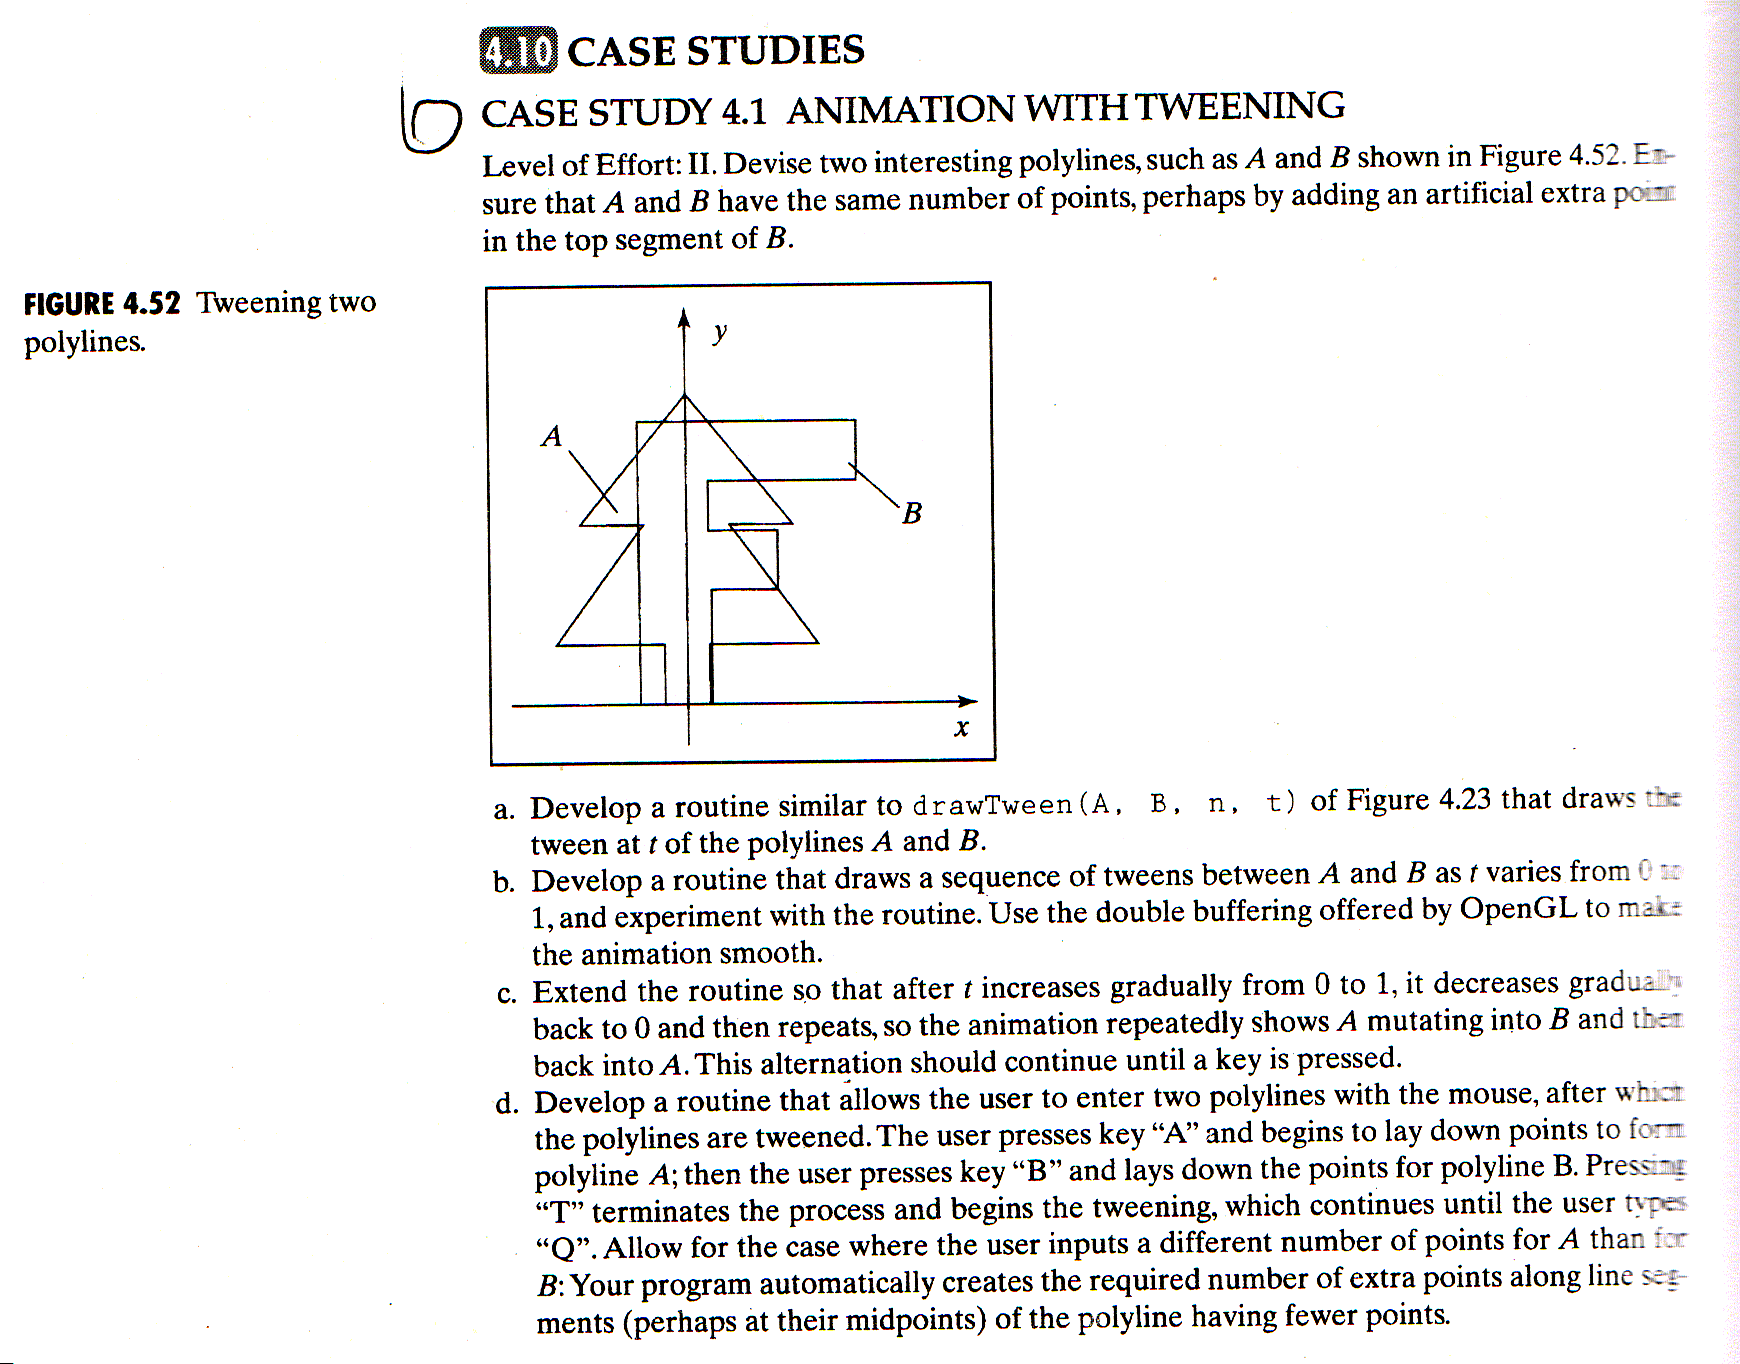 4.10 CASE STUDIES
CASE STUDY 4.1 ANIMATION WITH TWEENING
Level of Effort: II. Devise two interesting polylines, such as A and B shown in Figure 4.52. En-
sure that A and B have the same number of points, perhaps by adding an artificial extra point
in the top segment of B.
FIGURE 4.52 Tweening two
polylines.
y
A
B
x
a. Develop a routine similar to drawTween(A, B, n, t) of Figure 4.23 that draws the
tween at t of the polylines A and B.
b. Develop a routine that draws a sequence of tweens between A and B as t varies from 0 to
1, and experiment with the routine. Use the double buffering offered by OpenGL to make
the animation smooth.
c. Extend the routine so that after t increases gradually from 0 to 1, it decreases gradually
back to 0 and then repeats, so the animation repeatedly shows A mutating into B and then
back into A. This alternation should continue until a key is pressed.
d. Develop a routine that allows the user to enter two polylines with the mouse, after which
the polylines are tweened. The user presses key “A” and begins to lay down points to form
polyline A; then the user presses key “B” and lays down the points for polyline B. Pressing
“T” terminates the process and begins the tweening, which continues until the user types
“Q”. Allow for the case where the user inputs a different number of points for A than for
B: Your program automatically creates the required number of extra points along line seg-
ments (perhaps at their midpoints) of the polyline having fewer points.